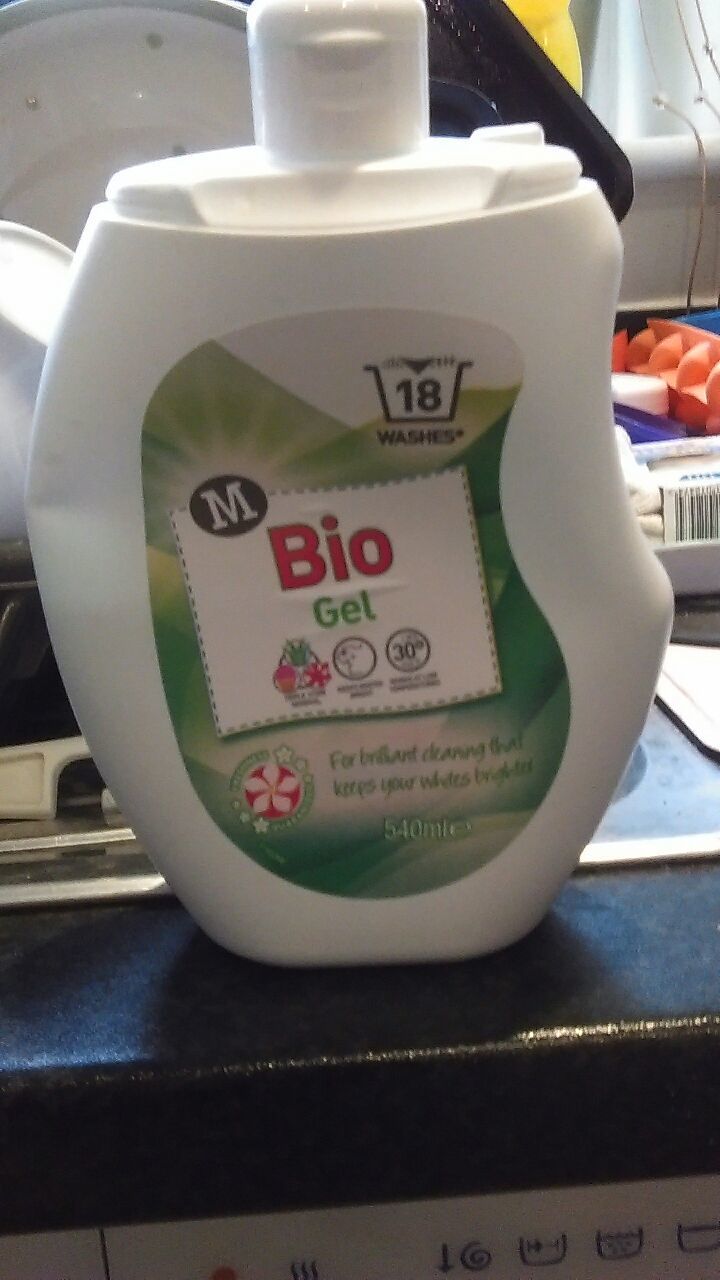 18
WASHES*
M
Bio
Gel
30°
For brilliant cleaning that
keeps your whites brighter
540ml e